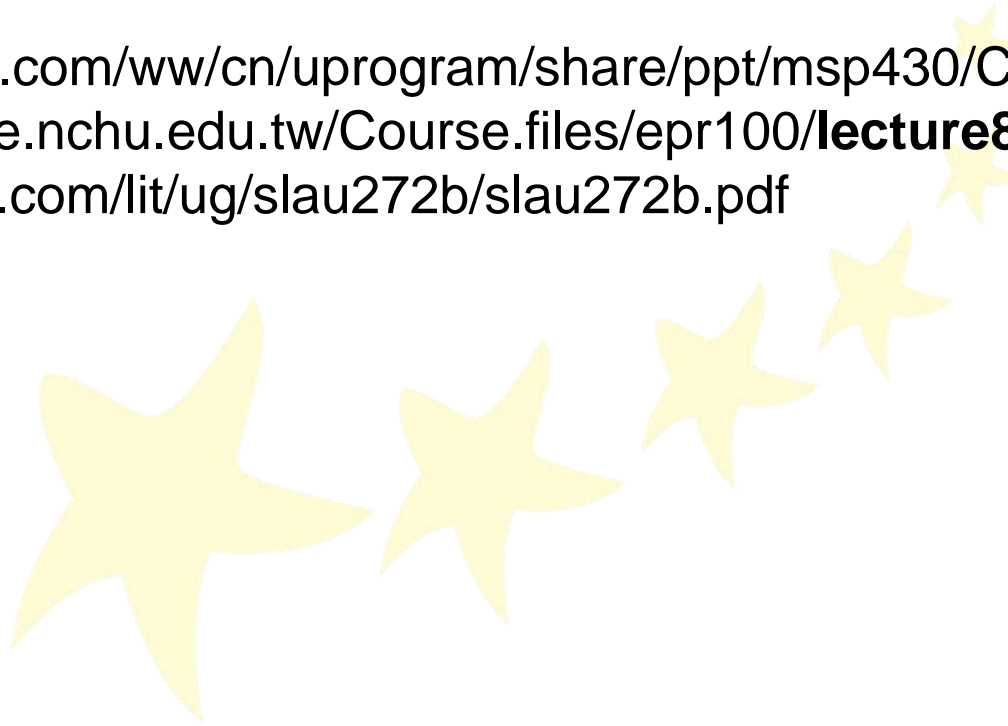 .com/ww/cn/uprogram/share/ppt/msp430/C
e.nchu.edu.tw/Course.files/epr100/lecture8
.com/lit/ug/slau272b/slau272b.pdf